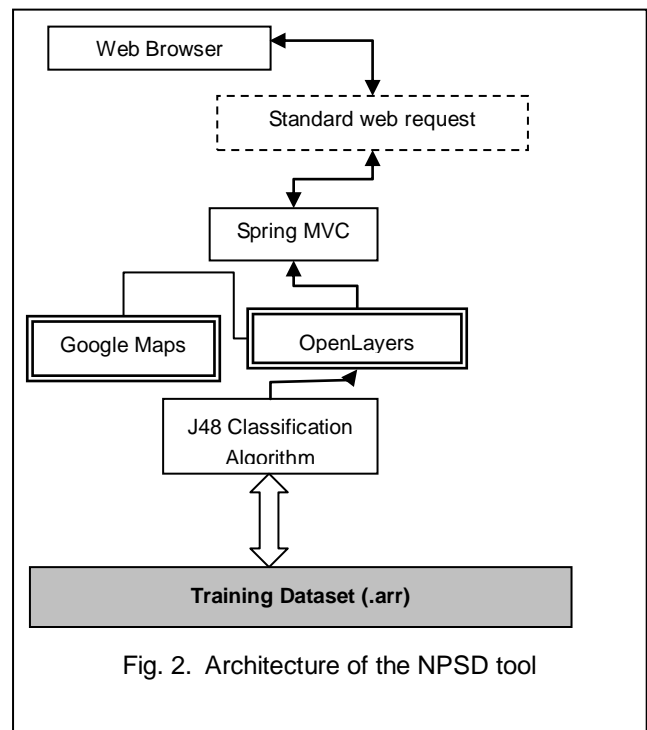 Web Browser
Standard web request
Spring MVC
Google Maps
OpenLayers
J48 Classification
Algorithm
Training Dataset (.arr)
Fig. 2. Architecture of the NPSD tool